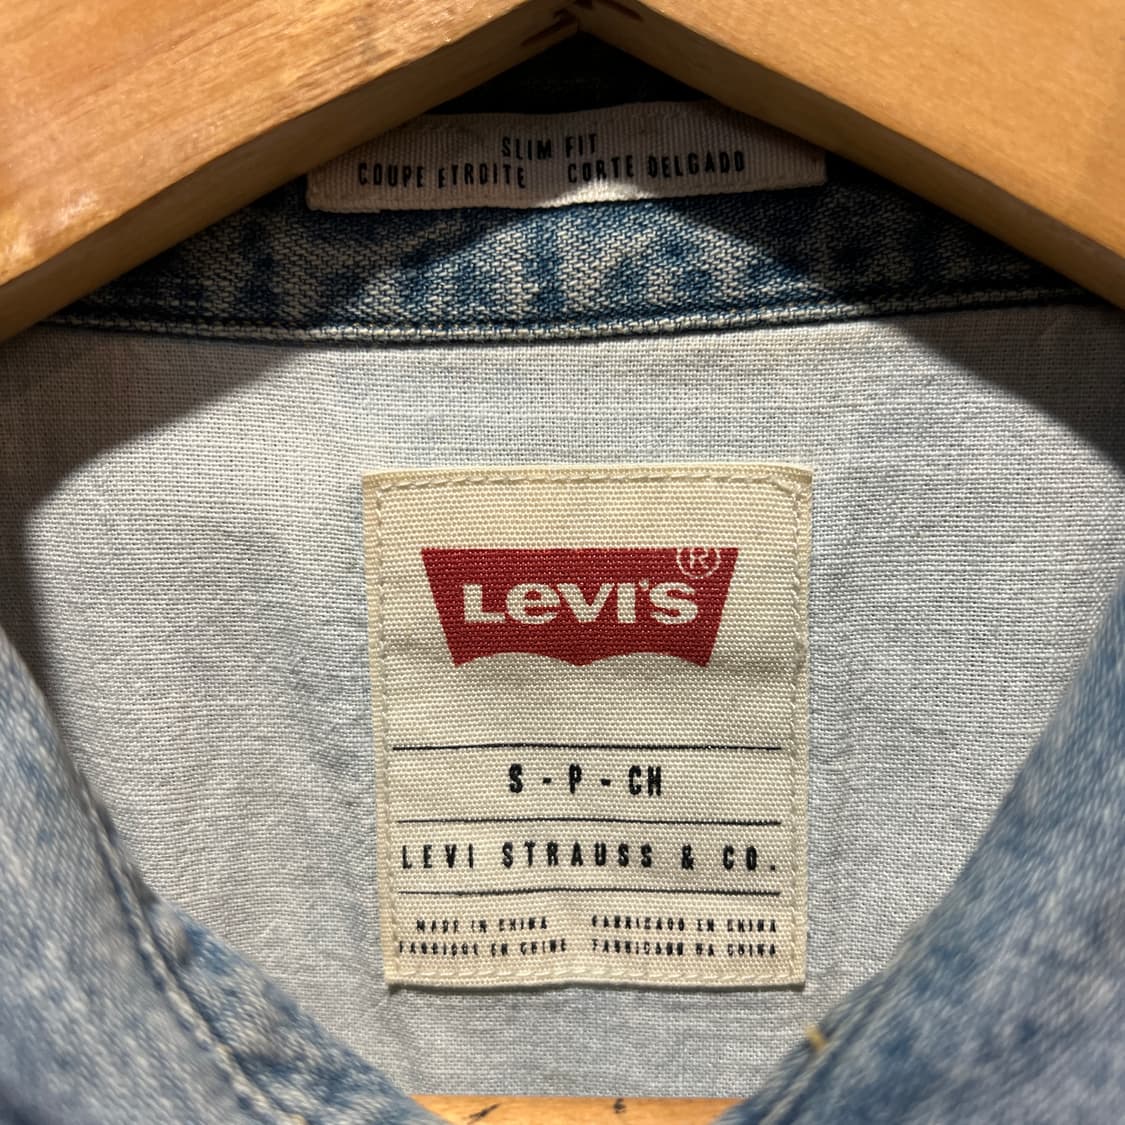 SLIM FIT
COUPE ETROITE CORTE DELGADO
LEVI'S ®
S - P - CH
LEVI STRAUSS & CO.
MADE IN CHINA FABRICADO EN CHINA
FABRIQUE EN CHINE FABRICADO NA CHINA